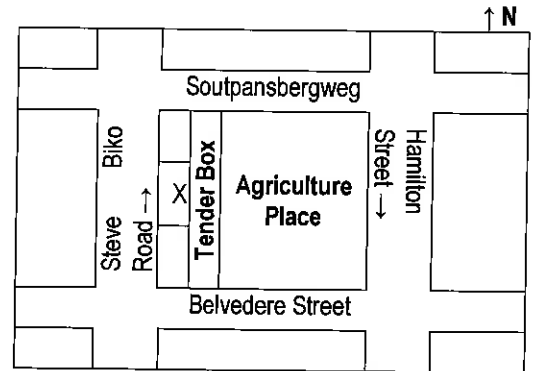 ↑ N
Soutpansbergweg
Steve Biko
Road →
X
Tender Box
Agriculture
Place
Hamilton
Street →
Belvedere Street